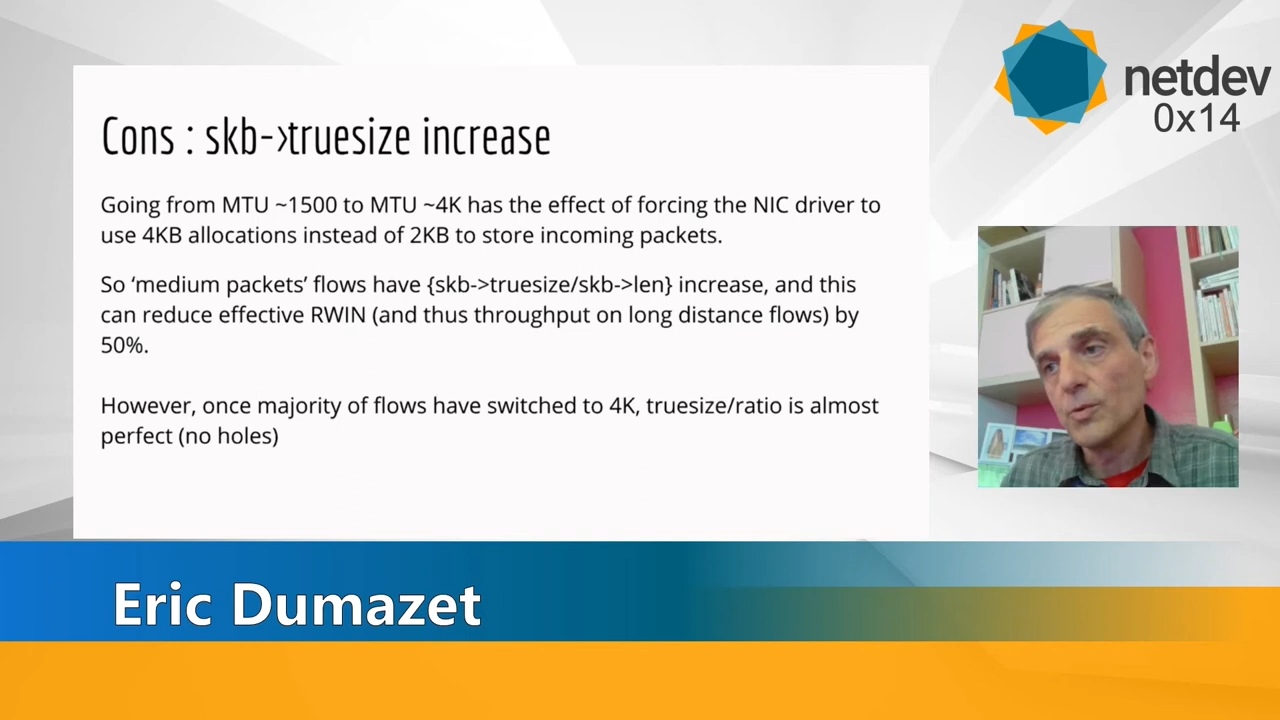 Cons : skb->truesize increase
Going from MTU ~1500 to MTU ~4K has the effect of forcing the NIC driver to
use 4KB allocations instead of 2KB to store incoming packets.
So ‘medium packets’ flows have {skb->truesize/skb->len} increase, and this
can reduce effective RWIN (and thus throughput on long distance flows) by
50%.
However, once majority of flows have switched to 4K, truesize/ratio is almost
perfect (no holes)
netdev
0x14
Eric Dumazet